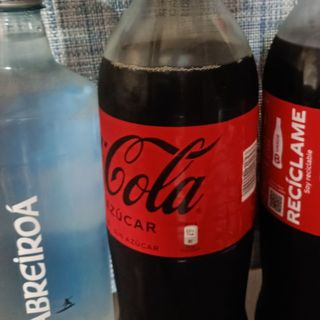 CABREIROÁ
Cola
AZÚCAR
SIN AZÚCAR
RECÍCLAME
Soy reciclable